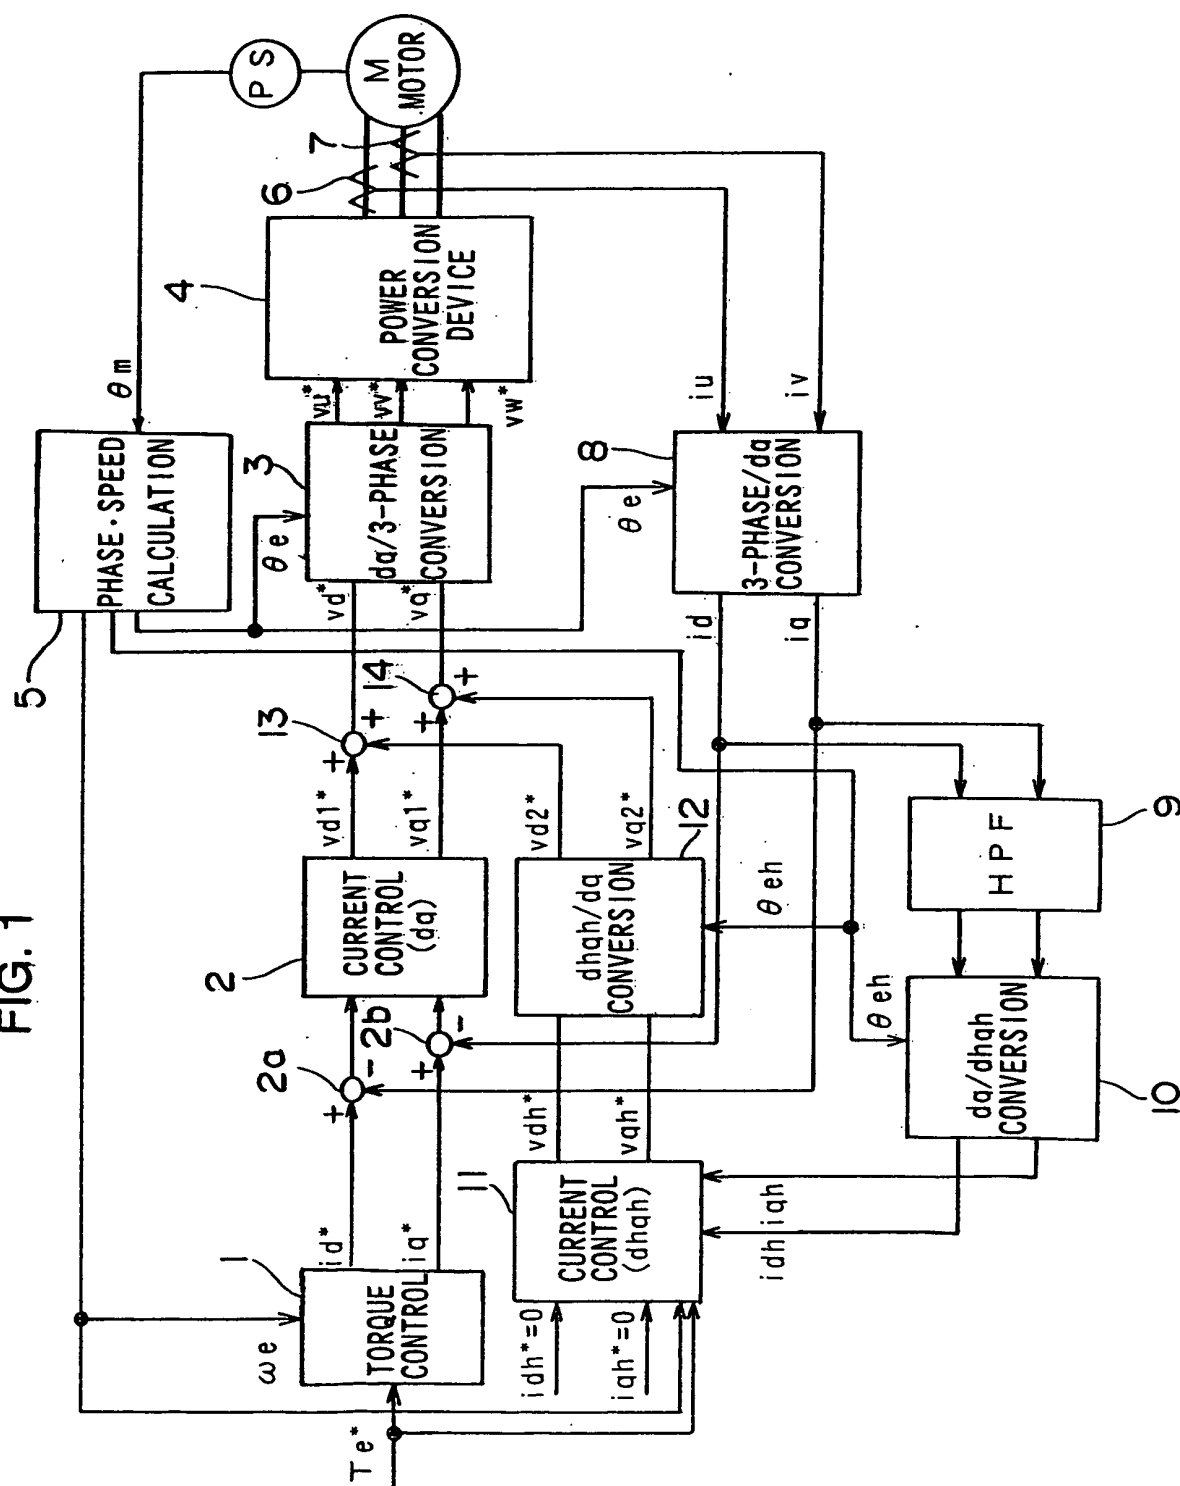 FIG. 1
Te*
ωe
1
TORQUE
CONTROL
id*
iq*
2a
+
-
2b
+
-
2
CURRENT
CONTROL
(dq)
vd1*
vq1*
13
+
+
14
+
+
vd*
vq*
θe
3
dq/3-PHASE
CONVERSION
vu*
vv*
vw*
4
POWER
CONVERSION
DEVICE
6
7
M
MOTOR
PS
θm
5
PHASE·SPEED
CALCULATION
idh*=0
iqh*=0
11
CURRENT
CONTROL
(dhqh)
vdh*
vqh*
dhqh/dq
CONVERSION
12
vd2*
vq2*
θeh
id
iq
θe
8
3-PHASE/dq
CONVERSION
iu
iv
idh
iqh
θeh
dq/dhqh
CONVERSION
10
HPF
9